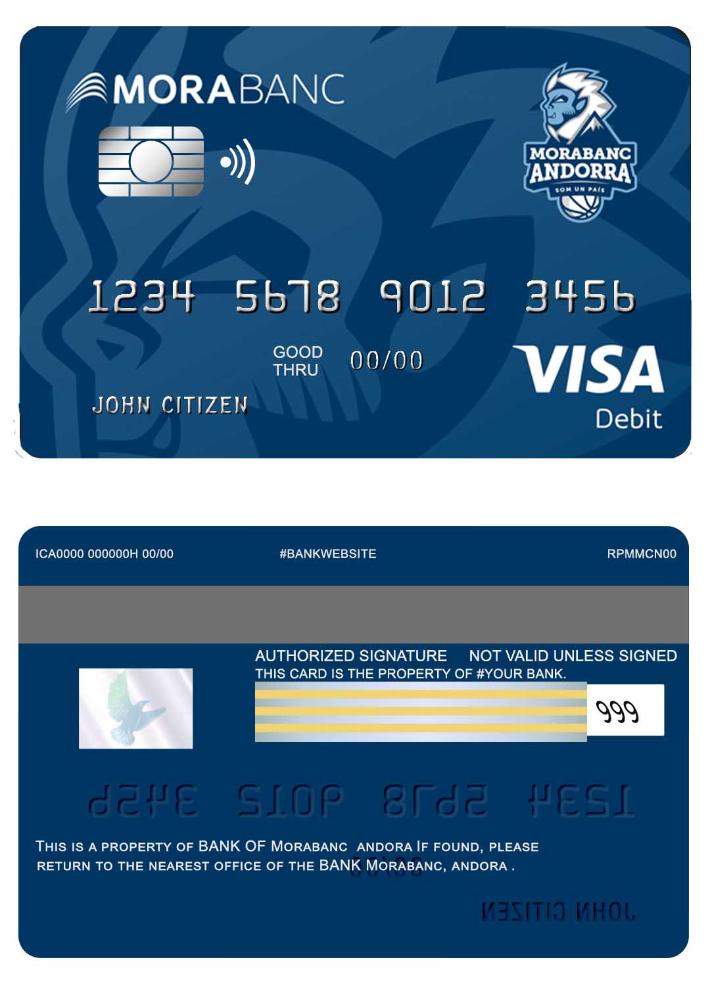 MORABANC
MORABANC
ANDORRA
SOM UN PAÍS
1234 5678 9012 3456
GOOD
THRU 00/00
JOHN CITIZEN
VISA
Debit
ICA0000 000000H 00/00 #BANKWEBSITE RPMMCN00
AUTHORIZED SIGNATURE NOT VALID UNLESS SIGNED
THIS CARD IS THE PROPERTY OF #YOUR BANK.
999
1234 5678 9012 3456
THIS IS A PROPERTY OF BANK OF MORABANC ANDORA IF FOUND, PLEASE
RETURN TO THE NEAREST OFFICE OF THE BANK MORABANC, ANDORA .
00/00
JOHN CITIZEN